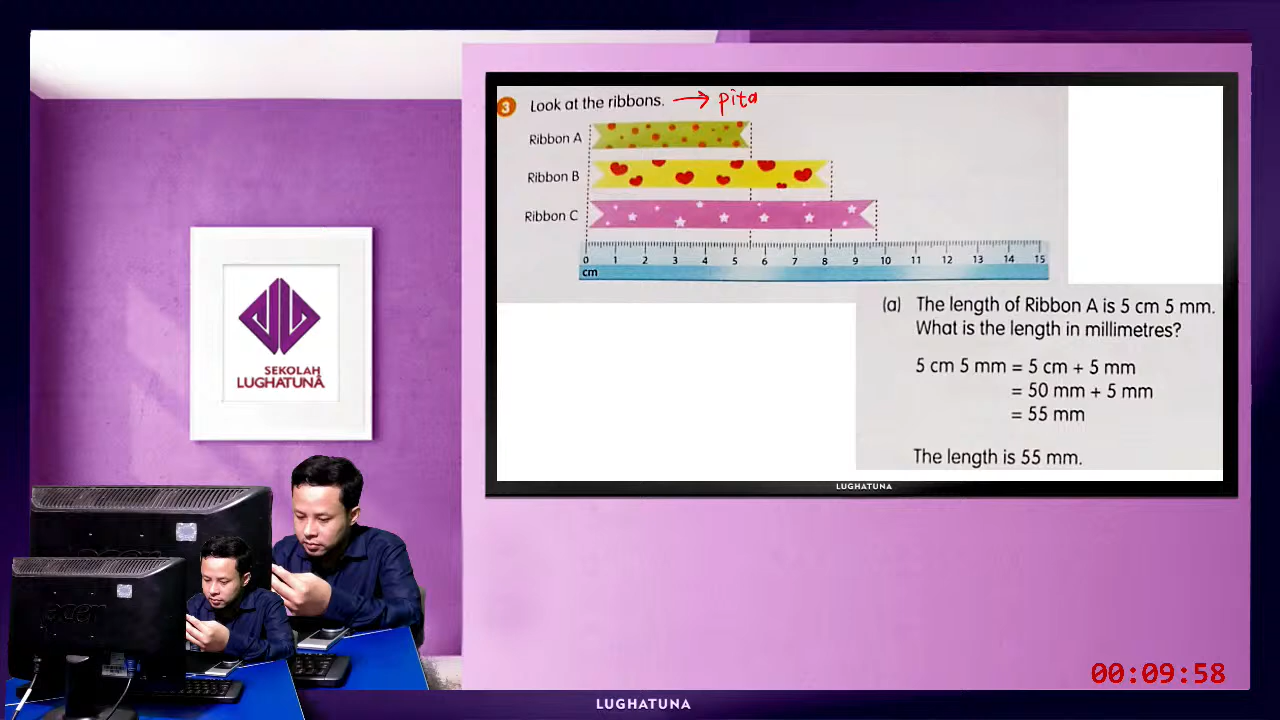 3 Look at the ribbons. → pita
Ribbon A
Ribbon B
Ribbon C
0 1 2 3 4 5 6 7 8 9 10 11 12 13 14 15
cm
(a) The length of Ribbon A is 5 cm 5 mm.
What is the length in millimetres?
5 cm 5 mm = 5 cm + 5 mm
= 50 mm + 5 mm
= 55 mm
The length is 55 mm.
LUGHATUNA
SEKOLAH
LUGHATUNA
00:09:58
LUGHATUNA